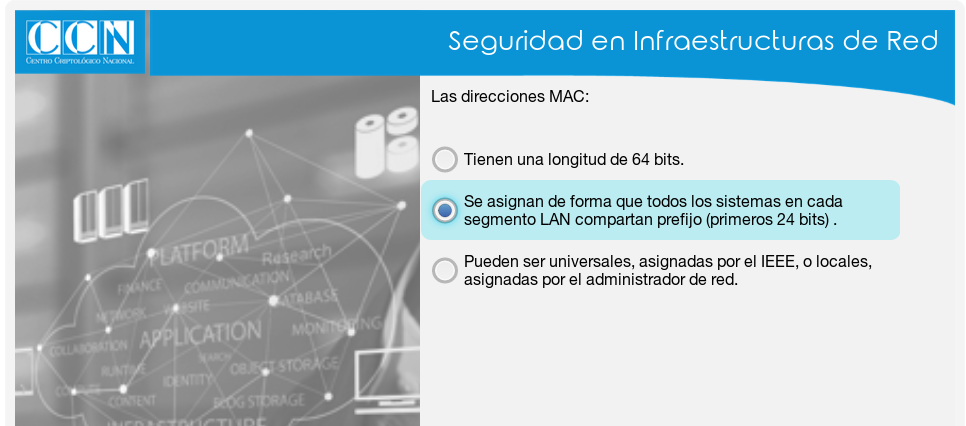 CCN
Centro Criptológico Nacional
Seguridad en Infraestructuras de Red
Las direcciones MAC:
Tienen una longitud de 64 bits.
Se asignan de forma que todos los sistemas en cada
segmento LAN compartan prefijo (primeros 24 bits) .
Pueden ser universales, asignadas por el IEEE, o locales,
asignadas por el administrador de red.
PLATFORM
Research
FINANCE
COMMUNICATION
DATABASE
NETWORK
WEBSITE
APPLICATION
MONITORING
COLLABORATION
SEARCH
RUNTIME
OBJECT STORAGE
IDENTITY
COMPUTE
CONTENT
BLOG STORAGE
INFRASTRUCTURE